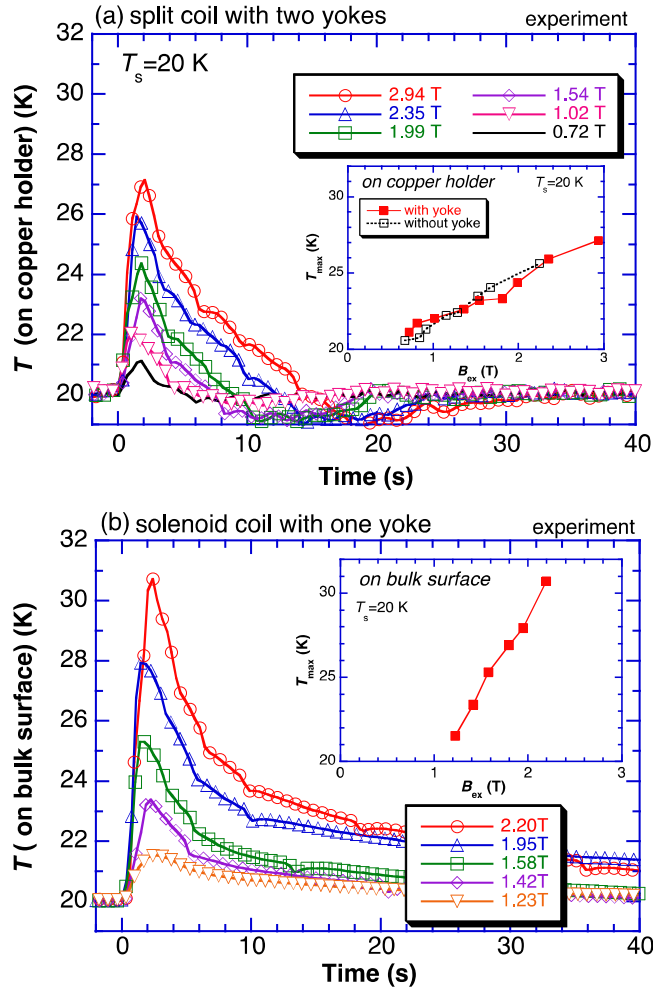 (a) split coil with two yokes experiment
T (on copper holder) (K)
32
30
28
26
24
22
20
Ts=20 K
2.94 T
2.35 T
1.99 T
1.54 T
1.02 T
0.72 T
on copper holder Ts=20 K
with yoke
without yoke
Tmax (K)
30
25
20
0 1 2 3
Bex (T)
0 10 20 30 40
Time (s)
(b) solenoid coil with one yoke experiment
T ( on bulk surface) (K)
32
30
28
26
24
22
20
on bulk surface
Ts=20 K
Tmax (K)
30
25
20
0 1 2 3
Bex (T)
2.20T
1.95T
1.58T
1.42T
1.23T
0 10 20 30 40
Time (s)